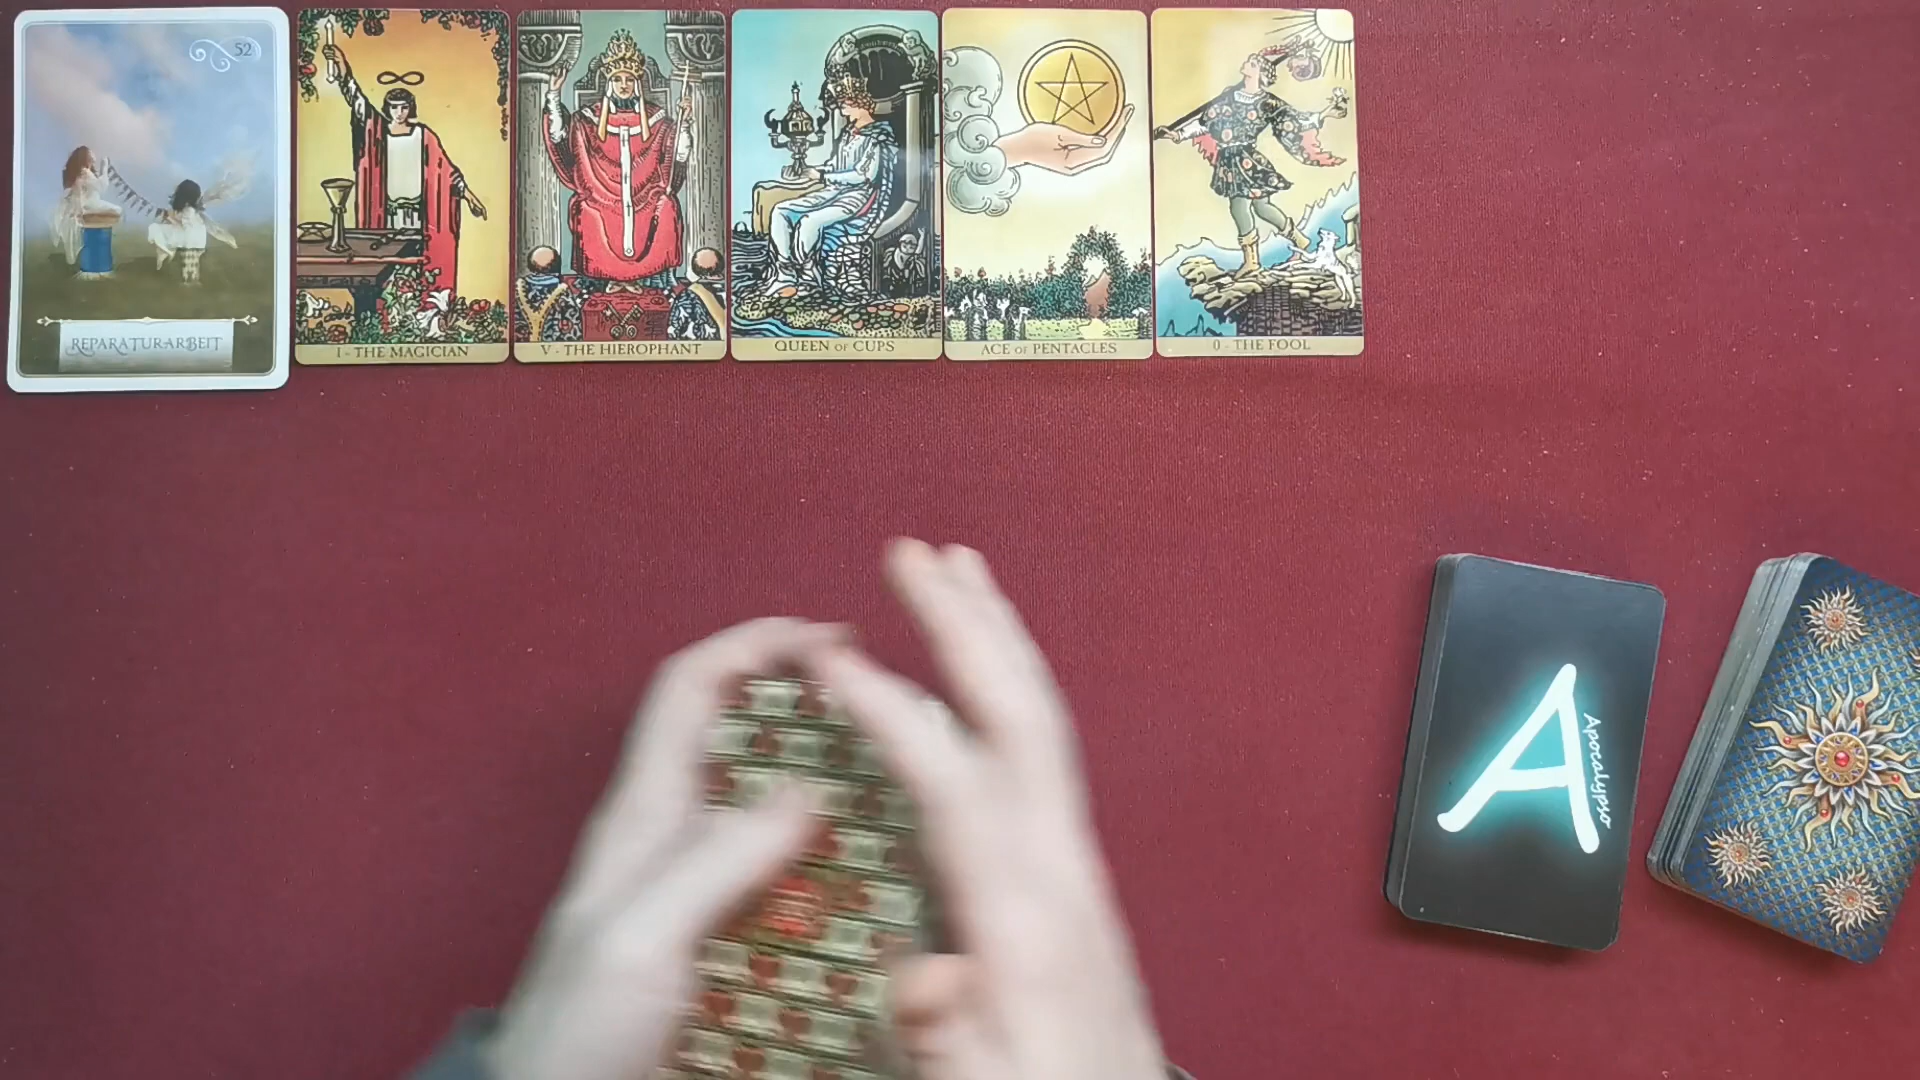 52
REPARATURARBEIT
I - THE MAGICIAN
V - THE HIEROPHANT
QUEEN OF CUPS
ACE OF PENTACLES
0 - THE FOOL
A
Apocalypso